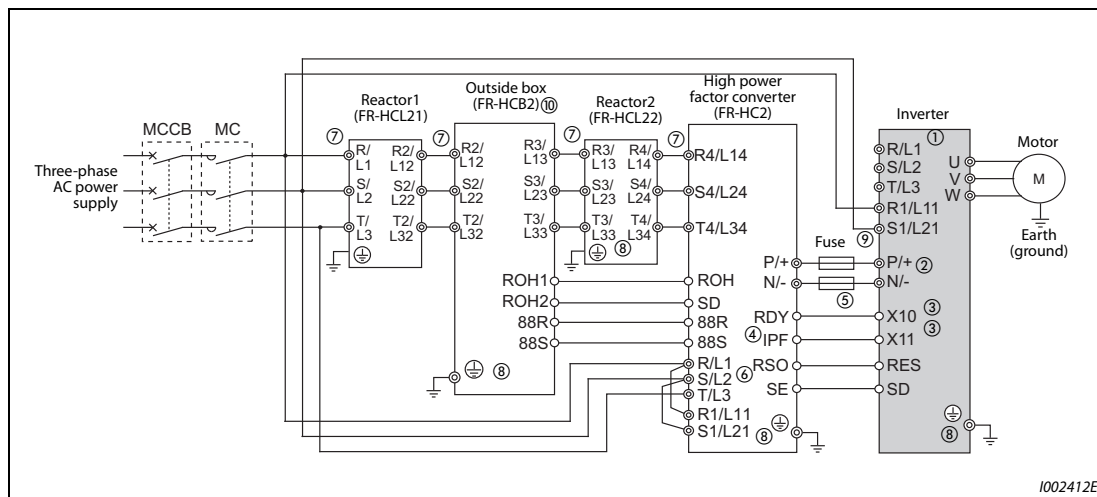 MCCB
MC
Three-phase
AC power
supply
Reactor1
(FR-HCL21)
⑦
R/
L1
R2/
L12
S/
L2
S2/
L22
T/
L3
T2/
L32
Outside box
(FR-HCB2)⑩
⑦
R2/
L12
R3/
L13
S2/
L22
S3/
L23
T2/
L32
T3/
L33
ROH1
ROH2
88R
88S
⑧
Reactor2
(FR-HCL22)
⑦
R3/
L13
R4/
L14
S3/
L23
S4/
L24
T3/
L33
T4/
L34
⑧
High power
factor converter
(FR-HC2)
⑦
R4/L14
S4/L24
T4/L34
P/+
N/-
ROH
SD
88R
88S
RDY
④ IPF
RSO
SE
R/L1
S/L2 ⑥
T/L3
R1/L11
S1/L21 ⑧
Fuse
⑤
Inverter
①
R/L1
S/L2
T/L3
R1/L11
S1/L21
⑨
P/+ ②
N/-
X10 ③
③
X11
RES
SD
⑧
U
V
W
Motor
M
Earth
(ground)
I002412E